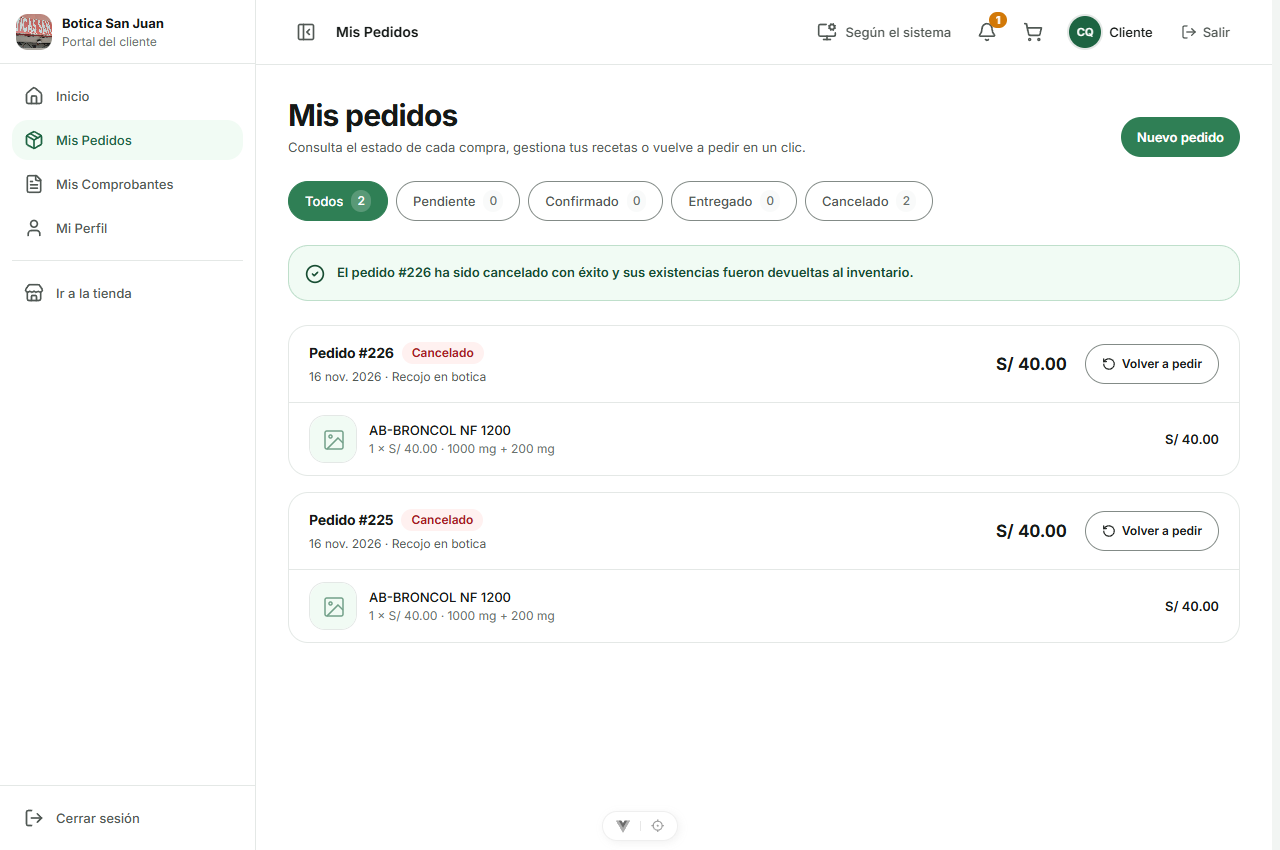 Botica San Juan
Portal del cliente
Inicio
Mis Pedidos
Mis Comprobantes
Mi Perfil
Ir a la tienda
Cerrar sesión
Mis Pedidos
Según el sistema
1
CQ
Cliente
Salir
Mis pedidos
Consulta el estado de cada compra, gestiona tus recetas o vuelve a pedir en un clic.
Nuevo pedido
Todos 2
Pendiente 0
Confirmado 0
Entregado 0
Cancelado 2
El pedido #226 ha sido cancelado con éxito y sus existencias fueron devueltas al inventario.
Pedido #226 Cancelado
16 nov. 2026 · Recojo en botica
S/ 40.00
Volver a pedir
AB-BRONCOL NF 1200
1 × S/ 40.00 · 1000 mg + 200 mg
S/ 40.00
Pedido #225 Cancelado
16 nov. 2026 · Recojo en botica
S/ 40.00
Volver a pedir
AB-BRONCOL NF 1200
1 × S/ 40.00 · 1000 mg + 200 mg
S/ 40.00